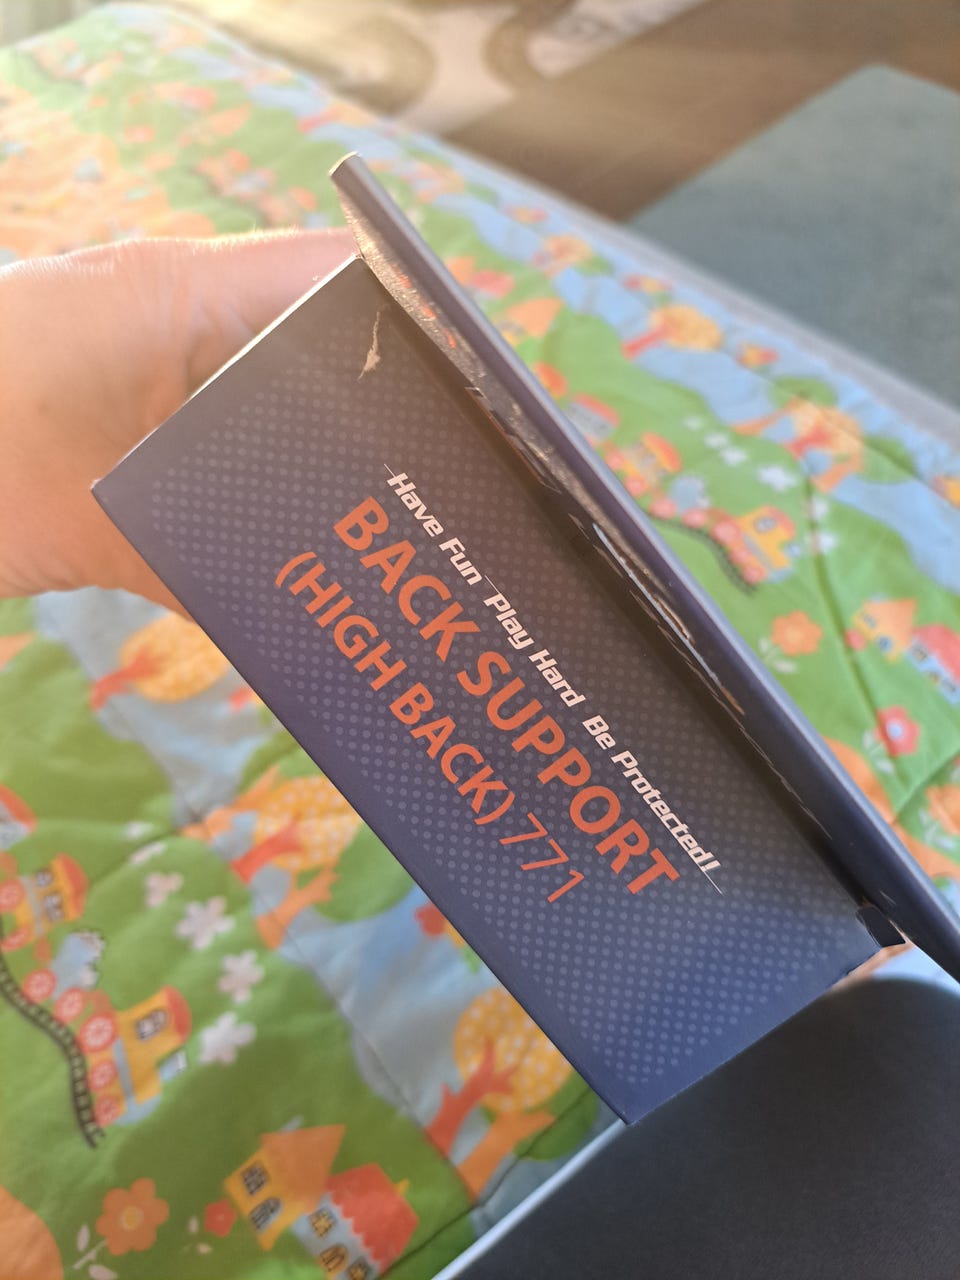 Have Fun Play Hard Be Protected!
BACK SUPPORT
(HIGH BACK) 771